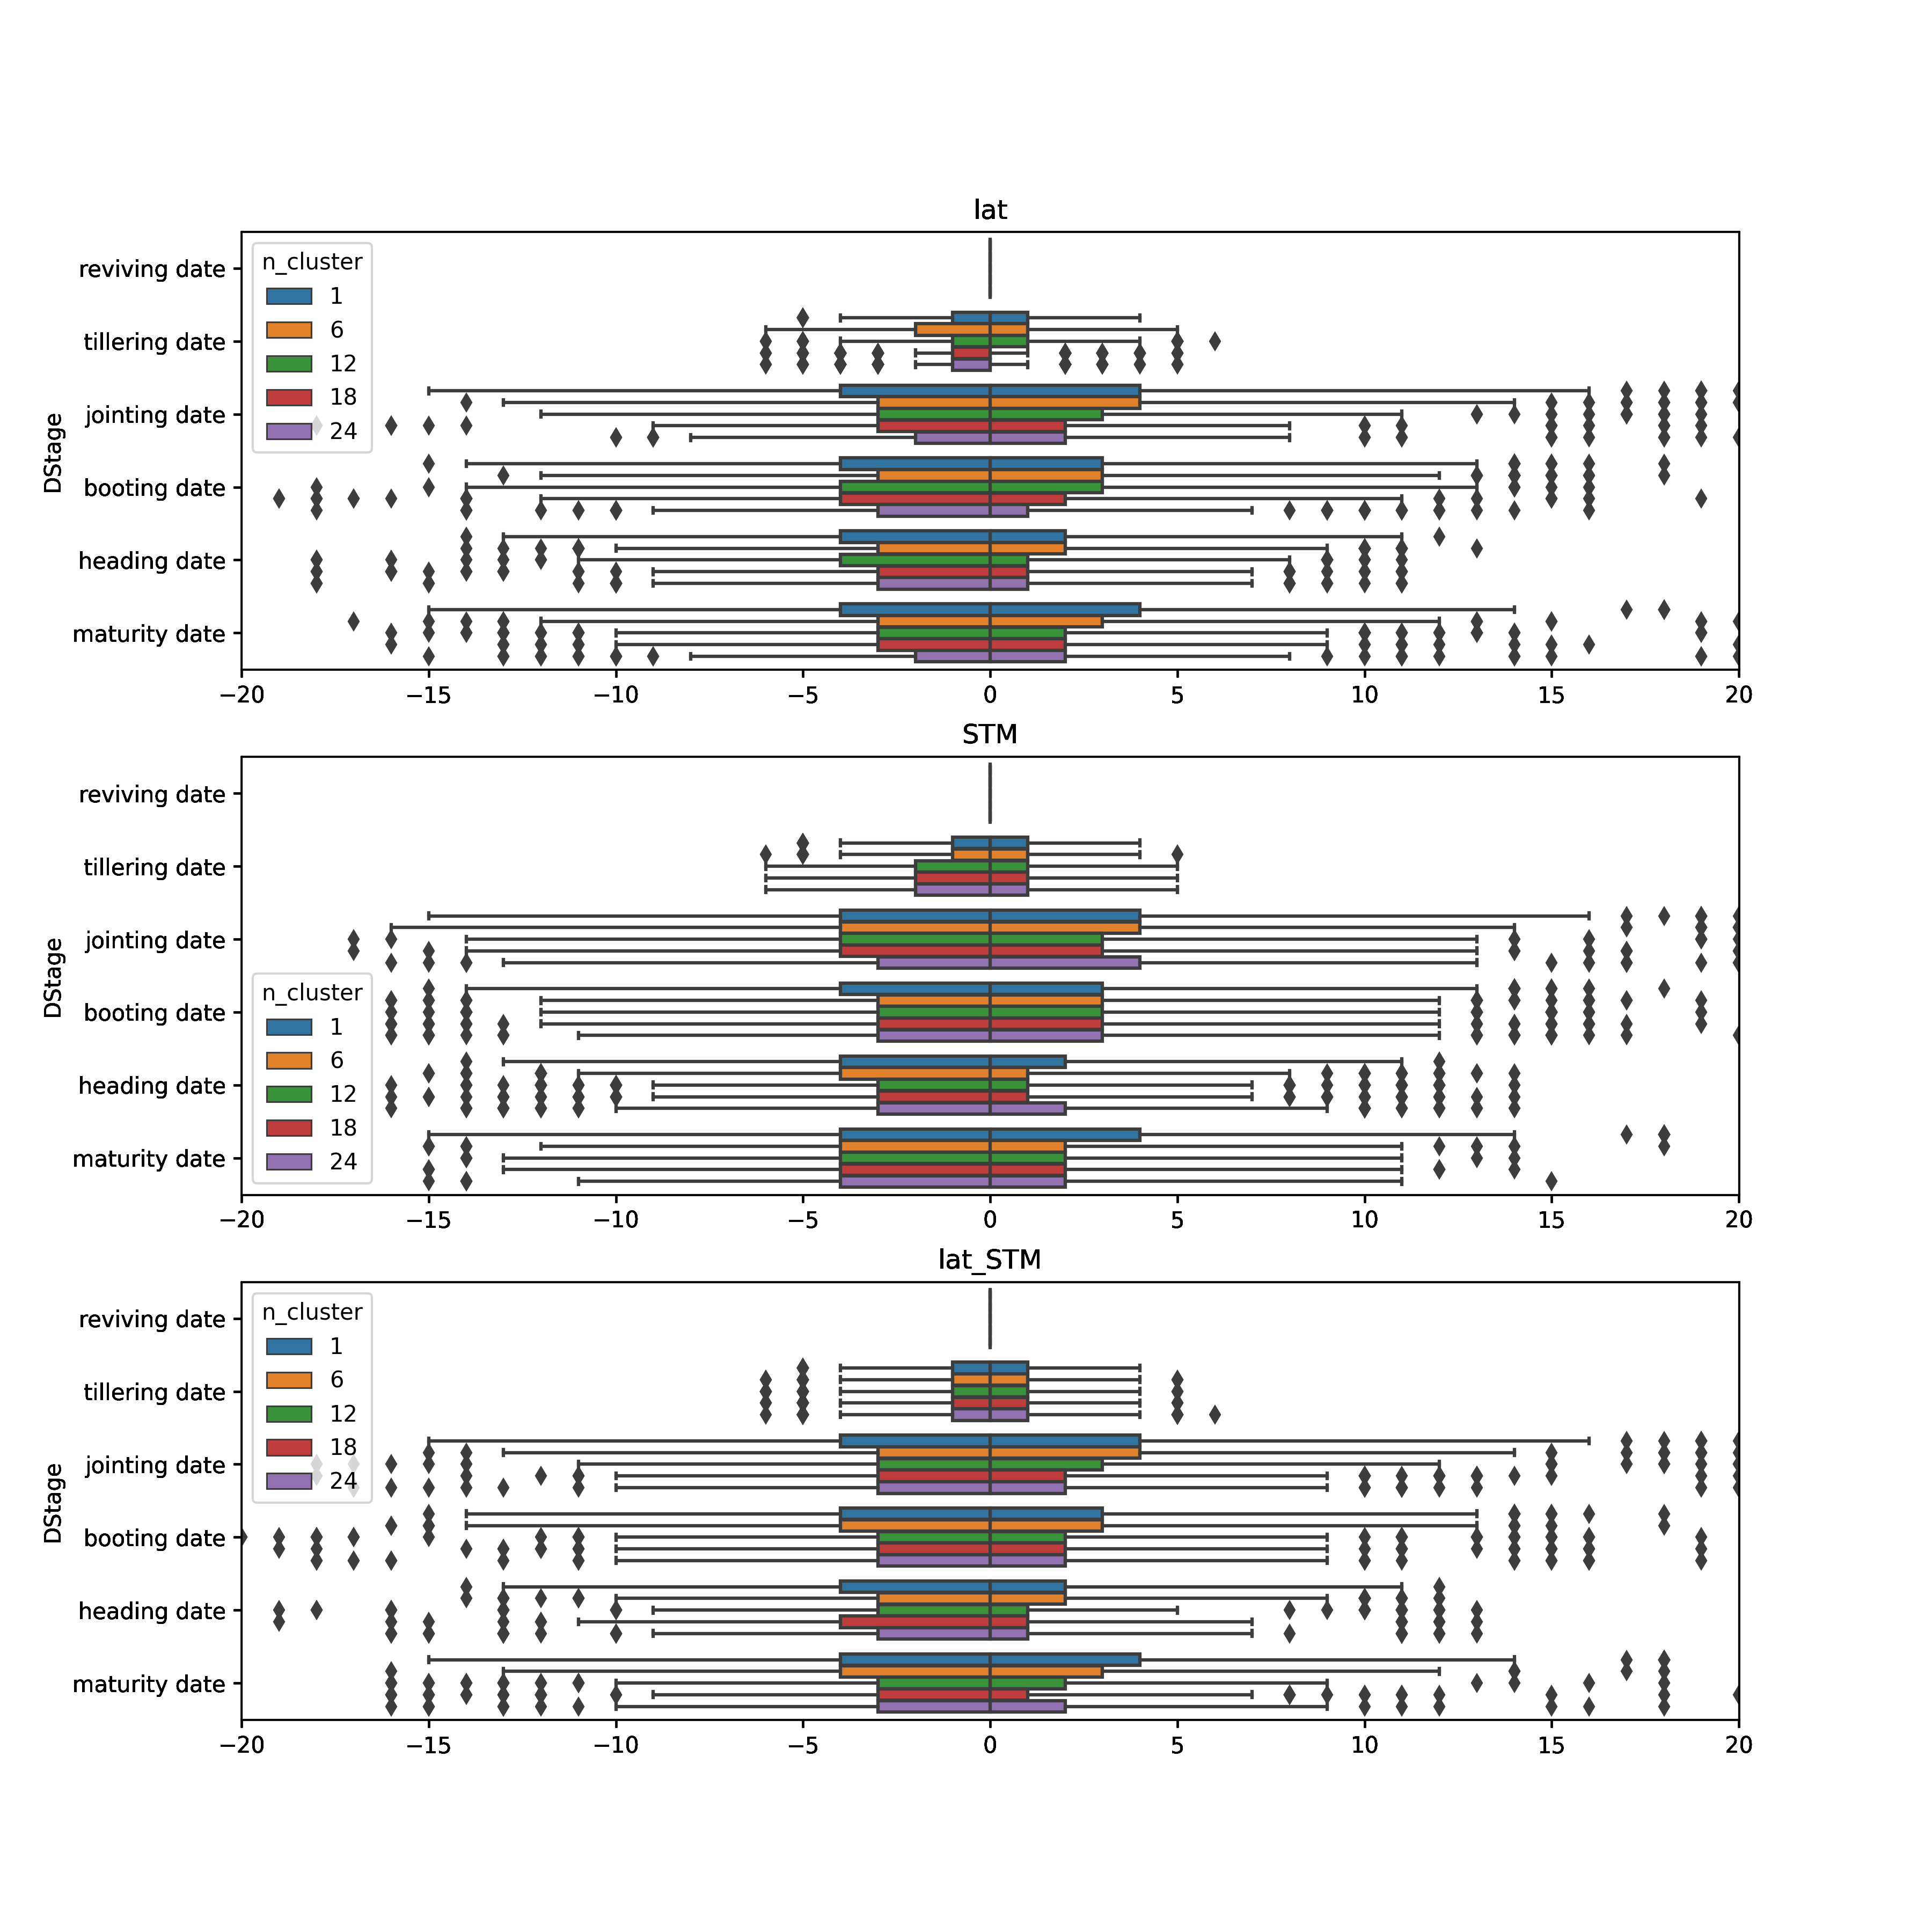 lat
n_cluster
1
6
12
18
24
reviving date
tillering date
jointing date
booting date
heading date
maturity date
DStage
−20 −15 −10 −5 0 5 10 15 20
STM
reviving date
tillering date
jointing date
booting date
heading date
maturity date
DStage
n_cluster
1
6
12
18
24
−20 −15 −10 −5 0 5 10 15 20
lat_STM
n_cluster
1
6
12
18
24
reviving date
tillering date
jointing date
booting date
heading date
maturity date
DStage
−20 −15 −10 −5 0 5 10 15 20